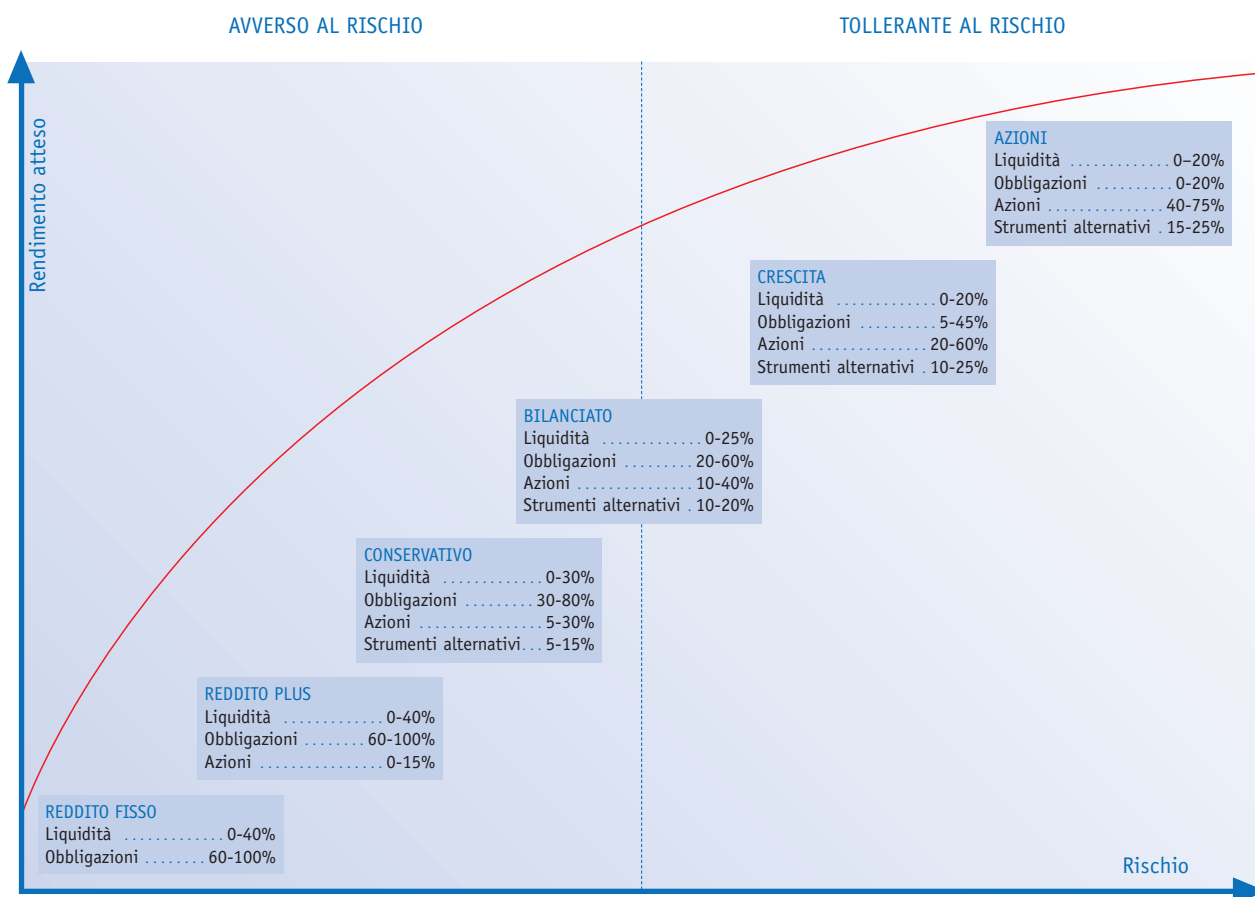 AVVERSO AL RISCHIO
TOLLERANTE AL RISCHIO
Rendimento atteso
AZIONI
Liquidità ............. 0–20%
Obbligazioni .......... 0-20%
Azioni ............... 40-75%
Strumenti alternativi . 15-25%
CRESCITA
Liquidità ............. 0-20%
Obbligazioni .......... 5-45%
Azioni ............... 20-60%
Strumenti alternativi . 10-25%
BILANCIATO
Liquidità ............. 0-25%
Obbligazioni ......... 20-60%
Azioni ............... 10-40%
Strumenti alternativi . 10-20%
CONSERVATIVO
Liquidità ............. 0-30%
Obbligazioni ......... 30-80%
Azioni ................ 5-30%
Strumenti alternativi... 5-15%
REDDITO PLUS
Liquidità ............. 0-40%
Obbligazioni ........ 60-100%
Azioni ................ 0-15%
REDDITO FISSO
Liquidità ............. 0-40%
Obbligazioni ........ 60-100%
Rischio